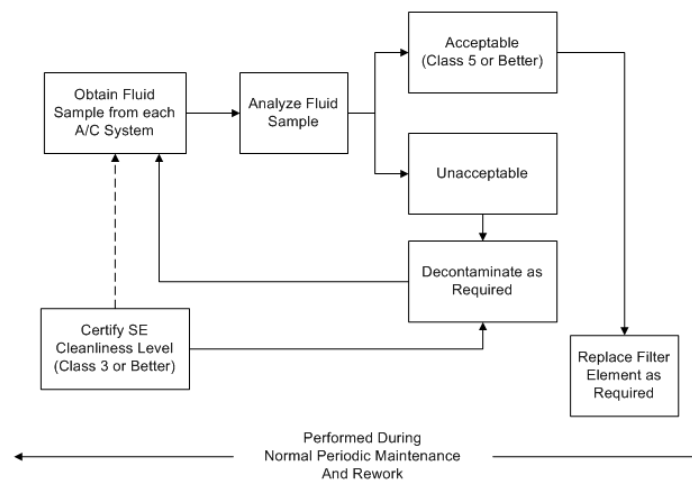 Obtain Fluid
Sample from each
A/C System
Analyze Fluid
Sample
Acceptable
(Class 5 or Better)
Unacceptable
Decontaminate as
Required
Certify SE
Cleanliness Level
(Class 3 or Better)
Replace Filter
Element as
Required
Performed During
Normal Periodic Maintenance
And Rework